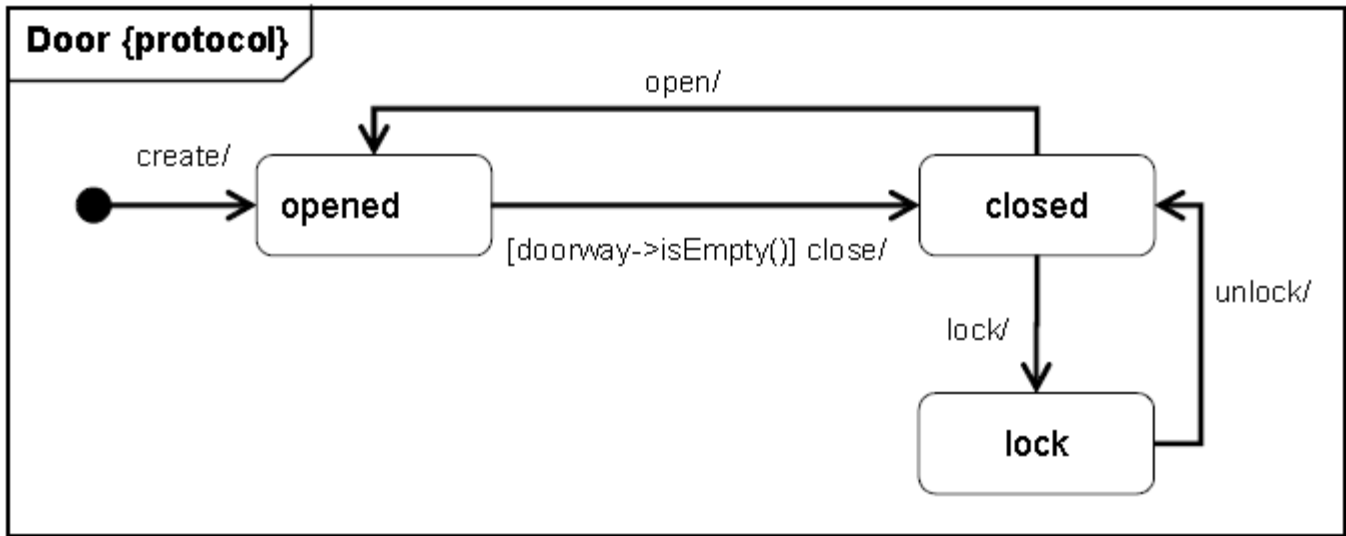 Door {protocol}
open/
create/
opened
closed
[doorway->isEmpty()] close/
unlock/
lock/
lock